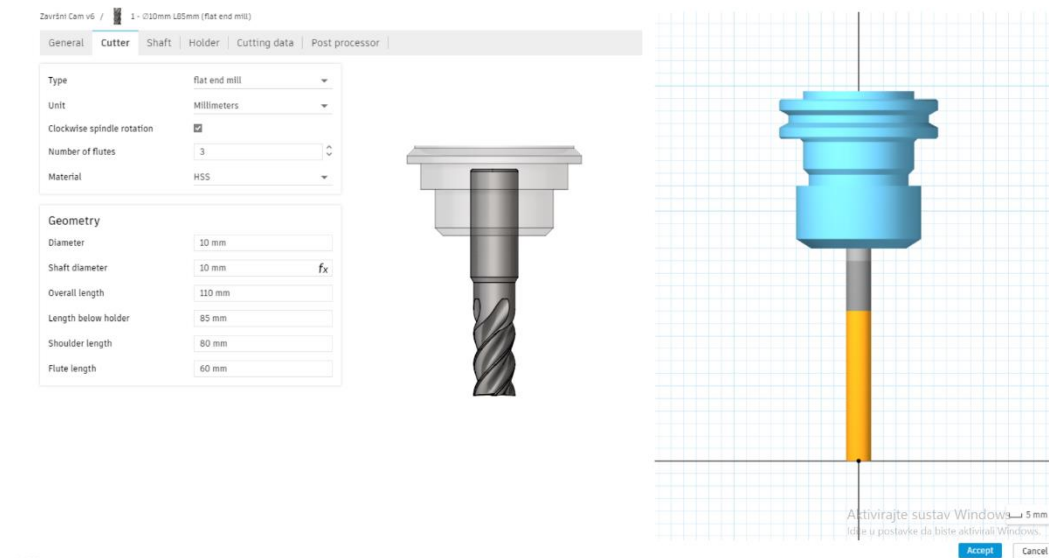 Završni Cam v6 / 1 - Ø10mm L85mm (flat end mill)
General Cutter Shaft Holder Cutting data Post processor
Type flat end mill
Unit Millimeters
Clockwise spindle rotation
Number of flutes 3
Material HSS
Geometry
Diameter 10 mm
Shaft diameter 10 mm fx
Overall length 110 mm
Length below holder 85 mm
Shoulder length 80 mm
Flute length 60 mm
Aktivirajte sustav Windows
5 mm
Idite u postavke da biste aktivirali Windows.
Accept Cancel